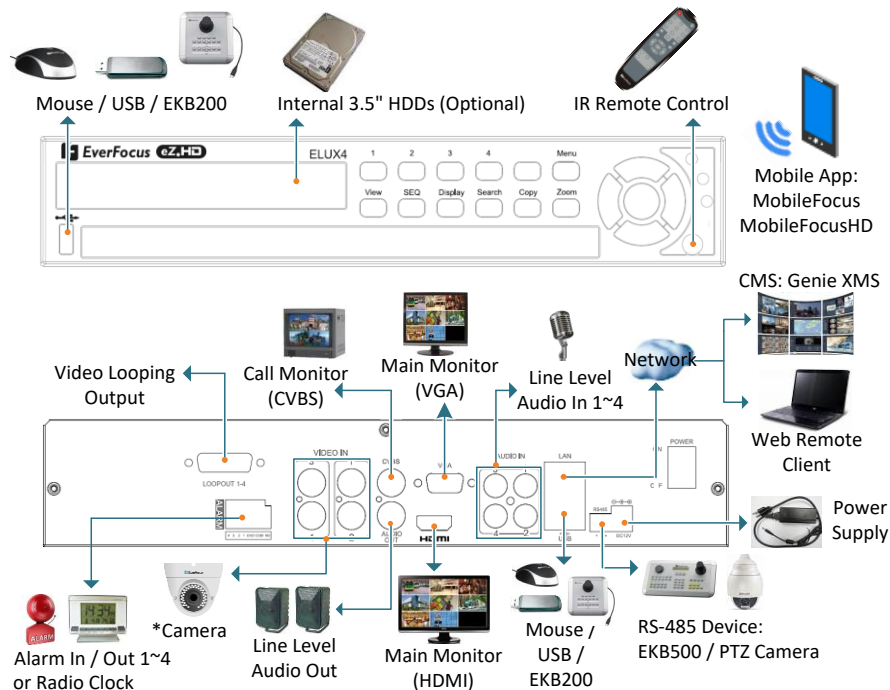 Mouse / USB / EKB200
Internal 3.5" HDDs (Optional)
IR Remote Control
EverFocus eZ.HD
ELUX4
1 2 3 4 Menu
View SEQ Display Search Copy Zoom
Mobile App:
MobileFocus
MobileFocusHD
CMS: Genie XMS
Video Looping
Output
Call Monitor
(CVBS)
Main Monitor
(VGA)
Line Level
Audio In 1~4
Network
Web Remote
Client
LOOPOUT 1-4
VIDEO IN
CVBS
AUDIO IN
LAN
POWER
ALARM
AUDIO
OUT
HDMI
4 2
USB
RS485
DC12V
Power
Supply
ALARM
14:34
*Camera
Line Level
Audio Out
Main Monitor
(HDMI)
Mouse /
USB /
EKB200
RS-485 Device:
EKB500 / PTZ Camera
Alarm In / Out 1~4
or Radio Clock